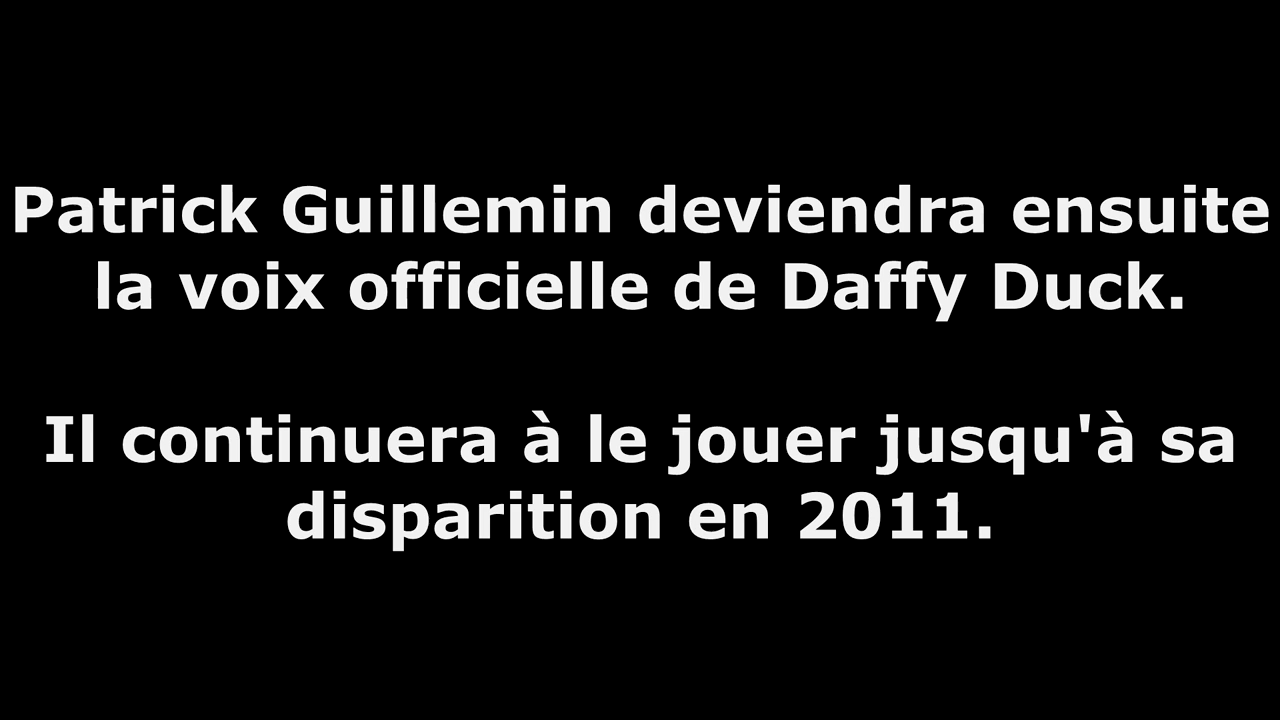 Patrick Guillemin deviendra ensuite
la voix officielle de Daffy Duck.
Il continuera à le jouer jusqu'à sa
disparition en 2011.